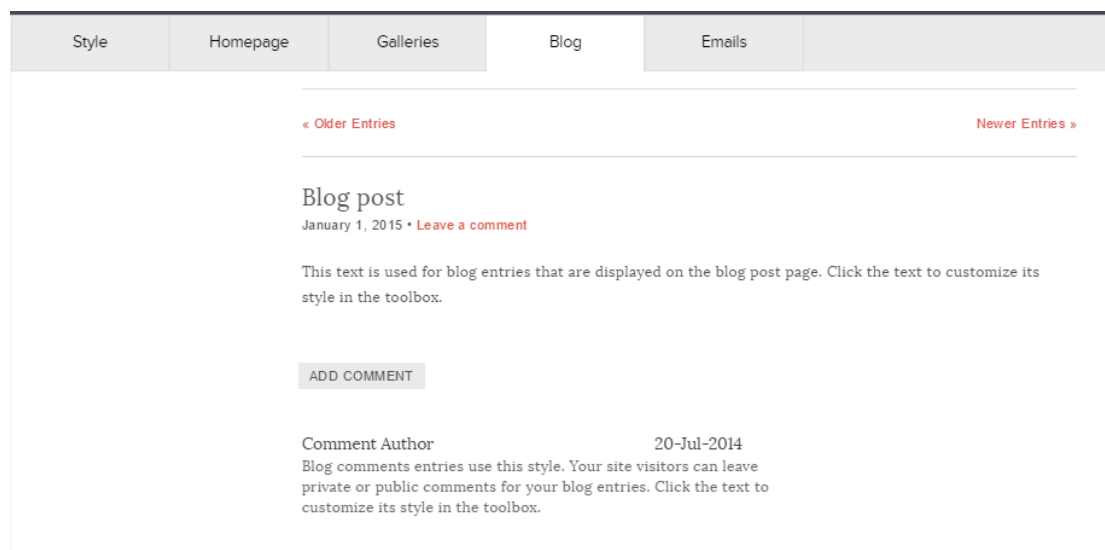 Style Homepage Galleries Blog Emails
« Older Entries Newer Entries »
Blog post
January 1, 2015 • Leave a comment
This text is used for blog entries that are displayed on the blog post page. Click the text to customize its
style in the toolbox.
ADD COMMENT
Comment Author 20-Jul-2014
Blog comments entries use this style. Your site visitors can leave
private or public comments for your blog entries. Click the text to
customize its style in the toolbox.